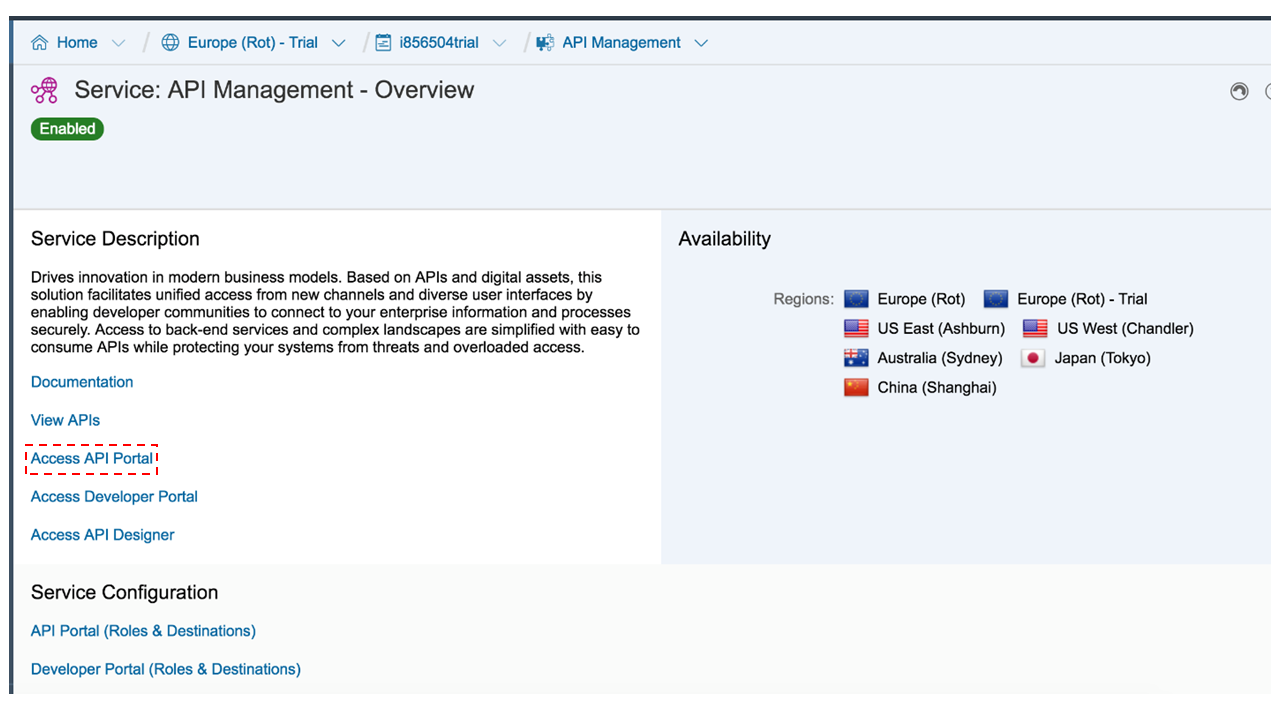 Home / Europe (Rot) - Trial / i856504trial / API Management
Service: API Management - Overview
Enabled
Service Description
Drives innovation in modern business models. Based on APIs and digital assets, this
solution facilitates unified access from new channels and diverse user interfaces by
enabling developer communities to connect to your enterprise information and processes
securely. Access to back-end services and complex landscapes are simplified with easy to
consume APIs while protecting your systems from threats and overloaded access.
Documentation
View APIs
Access API Portal
Access Developer Portal
Access API Designer
Availability
Regions: Europe (Rot) Europe (Rot) - Trial
US East (Ashburn) US West (Chandler)
Australia (Sydney) Japan (Tokyo)
China (Shanghai)
Service Configuration
API Portal (Roles & Destinations)
Developer Portal (Roles & Destinations)